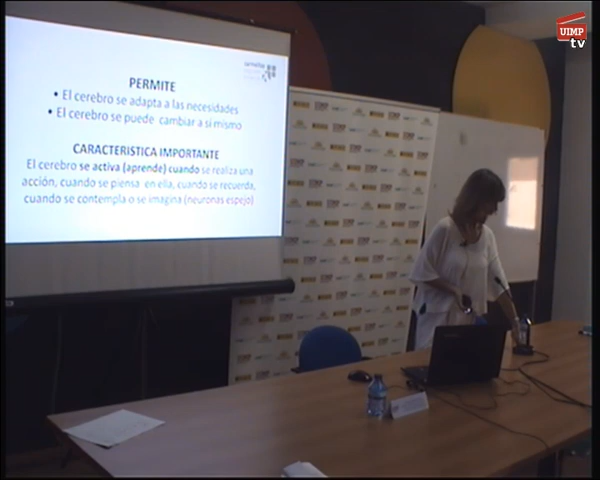 UIMP
tv
PERMITE
• El cerebro se adapta a las necesidades
• El cerebro se puede cambiar a sí mismo
CARACTERISTICA IMPORTANTE
El cerebro se activa (aprende) cuando se realiza una
acción, cuando se piensa en ella, cuando se recuerda,
cuando se contempla o se imagina (neuronas espejo)